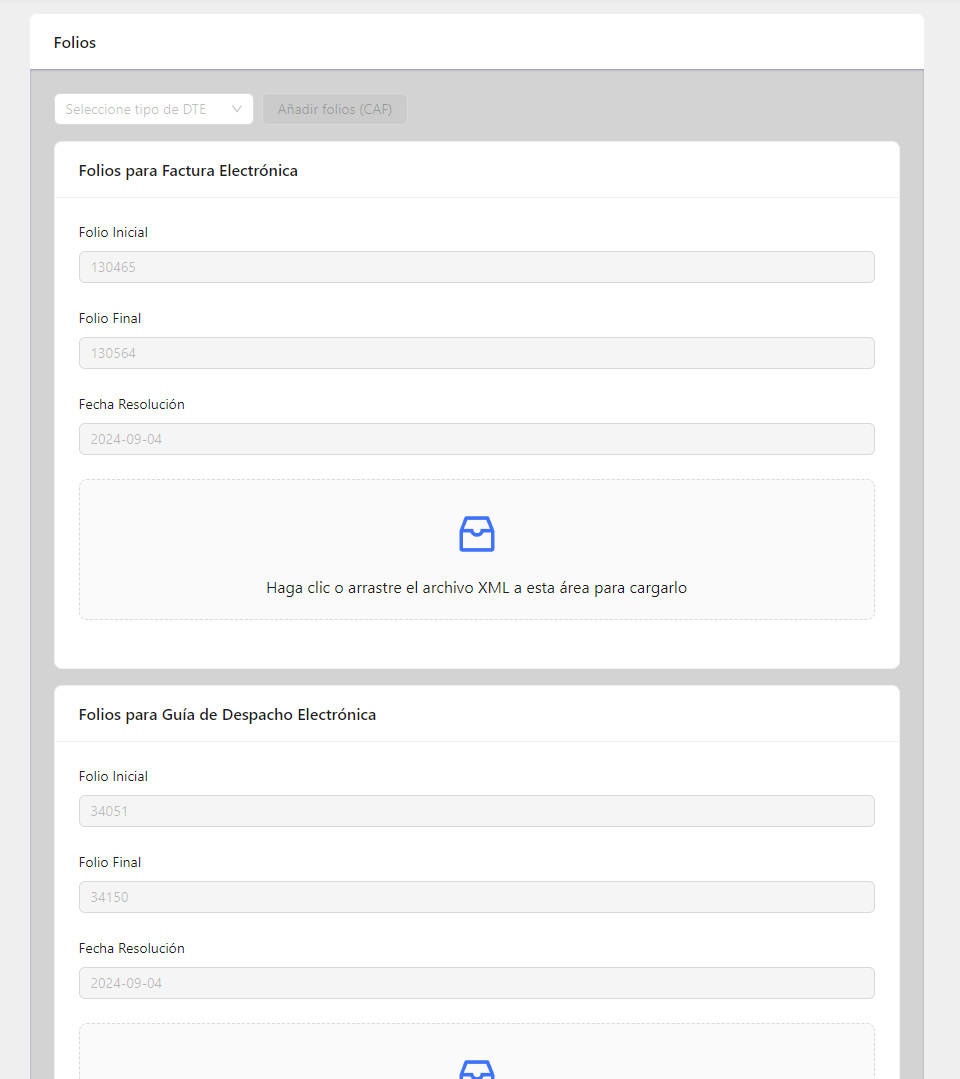 Folios
Seleccione tipo de DTE
Añadir folios (CAF)
Folios para Factura Electrónica
Folio Inicial
130465
Folio Final
130564
Fecha Resolución
2024-09-04
Haga clic o arrastre el archivo XML a esta área para cargarlo
Folios para Guía de Despacho Electrónica
Folio Inicial
34051
Folio Final
34150
Fecha Resolución
2024-09-04